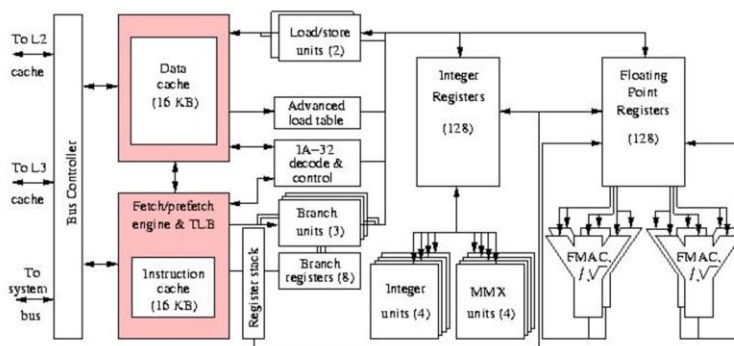 To L2
cache
To L3
cache
To
system
bus
Bus Controller
Data
cache
(16 KB)
Fetch/prefetch
engine & TLB
Instruction
cache
(16 KB)
Load/store
units (2)
Advanced
load table
IA-32
decode &
control
Branch
units (3)
Branch
registers (8)
Register stack
Integer
Registers
(128)
Integer
units (4)
MMX
units (4)
Floating
Point
Registers
(128)
FMAC,
FMAC,